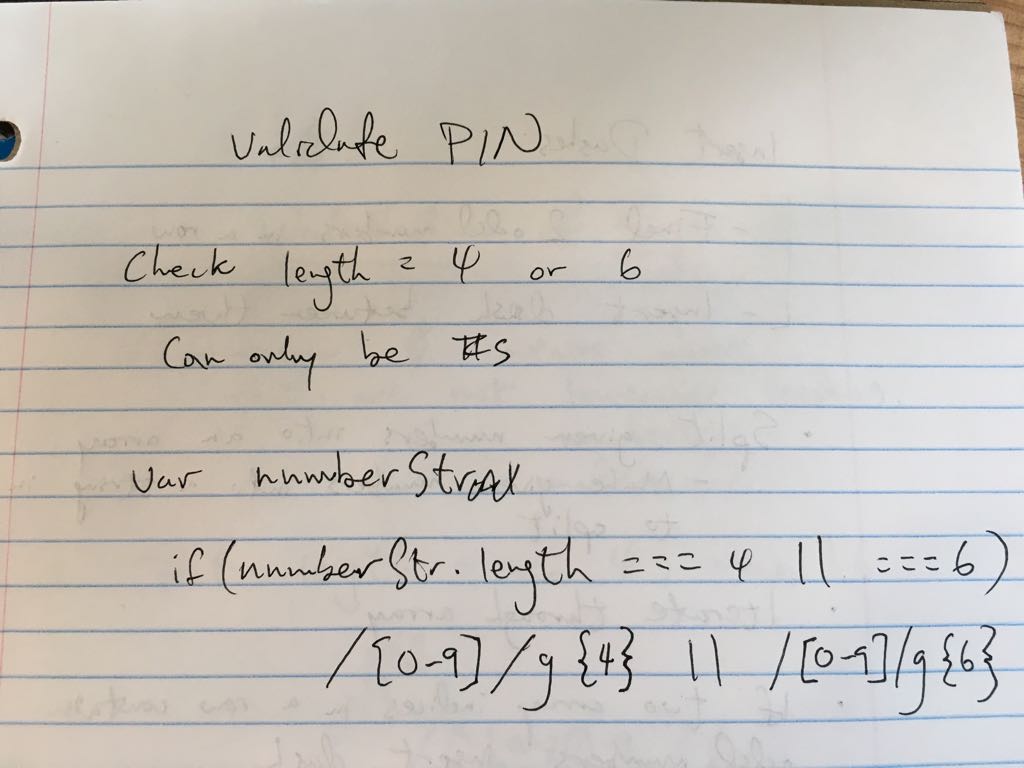 Validate PIN
Check length = 4 or 6
Can only be #s
var numberStr
if (numberStr.length === 4 || === 6)
/[0-9]/g {4} || /[0-9]/g {6}